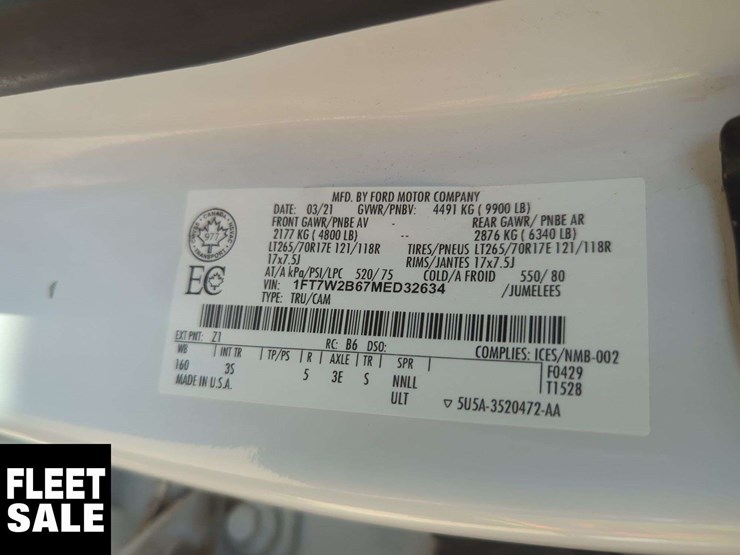 MFD. BY FORD MOTOR COMPANY
DATE: 03/21 GVWR/PNBV: 4491 KG (9900 LB)
FRONT GAWR/PNBE AV -- REAR GAWR/ PNBE AR
2177 KG (4800 LB) 2876 KG (6340 LB)
LT265/70R17E 121/118R TIRES/PNEUS LT265/70R17E 121/118R
17x7.5J RIMS/JANTES 17x7.5J
AT/A kPa/PSI/LPC 520/75 COLD/A FROID 550/80
VIN: 1FT7W2B67MED32634 /JUMELEES
TYPE: TRU/CAM
CANADA
977
TRANSPORT
EC
EXT PNT: Z1 RC: B6 DSO: COMPLIES: ICES/NMB-002
WB INT TR TP/PS R AXLE TR SPR F0429
160 3S 5 3E S NNLL T1528
MADE IN U.S.A. ULT 5U5A-3520472-AA
FLEET
SALE